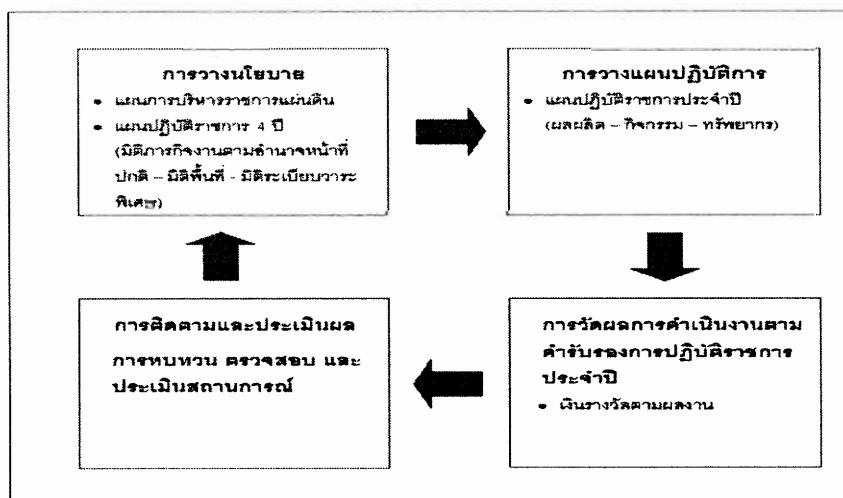 การวางนโยบาย
• แผนการบริหารราชการแผ่นดิน
• แผนปฏิบัติราชการ 4 ปี
(มิติภารกิจงานตามอำนาจหน้าที่
ปกติ – มิติพื้นที่ - มิติระเบียบวาระ
พิเศษ)
การวางแผนปฏิบัติการ
• แผนปฏิบัติราชการประจำปี
(ผลผลิต – กิจกรรม – ทรัพยากร)
การวัดผลการดำเนินงานตาม
คำรับรองการปฏิบัติราชการ
ประจำปี
• เงินรางวัลตามผลงาน
การติดตามและประเมินผล
การทบทวน ตรวจสอบ และ
ประเมินสถานการณ์